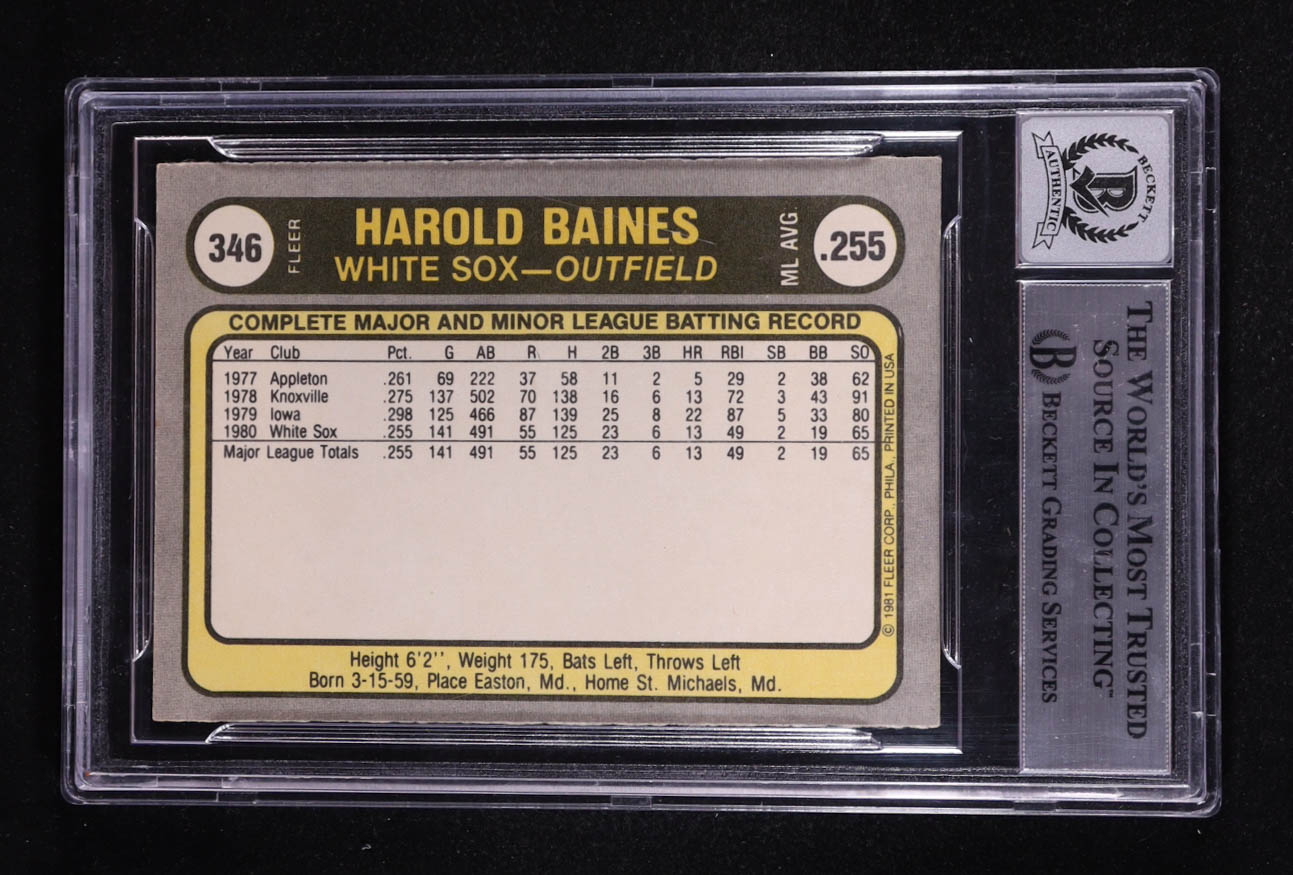 346
FLEER
HAROLD BAINES
WHITE SOX—OUTFIELD
ML AVG.
.255
COMPLETE MAJOR AND MINOR LEAGUE BATTING RECORD
Year Club Pct. G AB R H 2B 3B HR RBI SB BB SO
1977 Appleton .261 69 222 37 58 11 2 5 29 2 38 62
1978 Knoxville .275 137 502 70 138 16 6 13 72 3 43 91
1979 Iowa .298 125 466 87 139 25 8 22 87 5 33 80
1980 White Sox .255 141 491 55 125 23 6 13 49 2 19 65
Major League Totals .255 141 491 55 125 23 6 13 49 2 19 65
© 1981 FLEER CORP., PHILA., PRINTED IN USA
Height 6'2'', Weight 175, Bats Left, Throws Left
Born 3-15-59, Place Easton, Md., Home St. Michaels, Md.
BECKETT
B
AUTHENTIC
THE WORLD'S MOST TRUSTED
SOURCE IN COLLECTING™
B BECKETT GRADING SERVICES